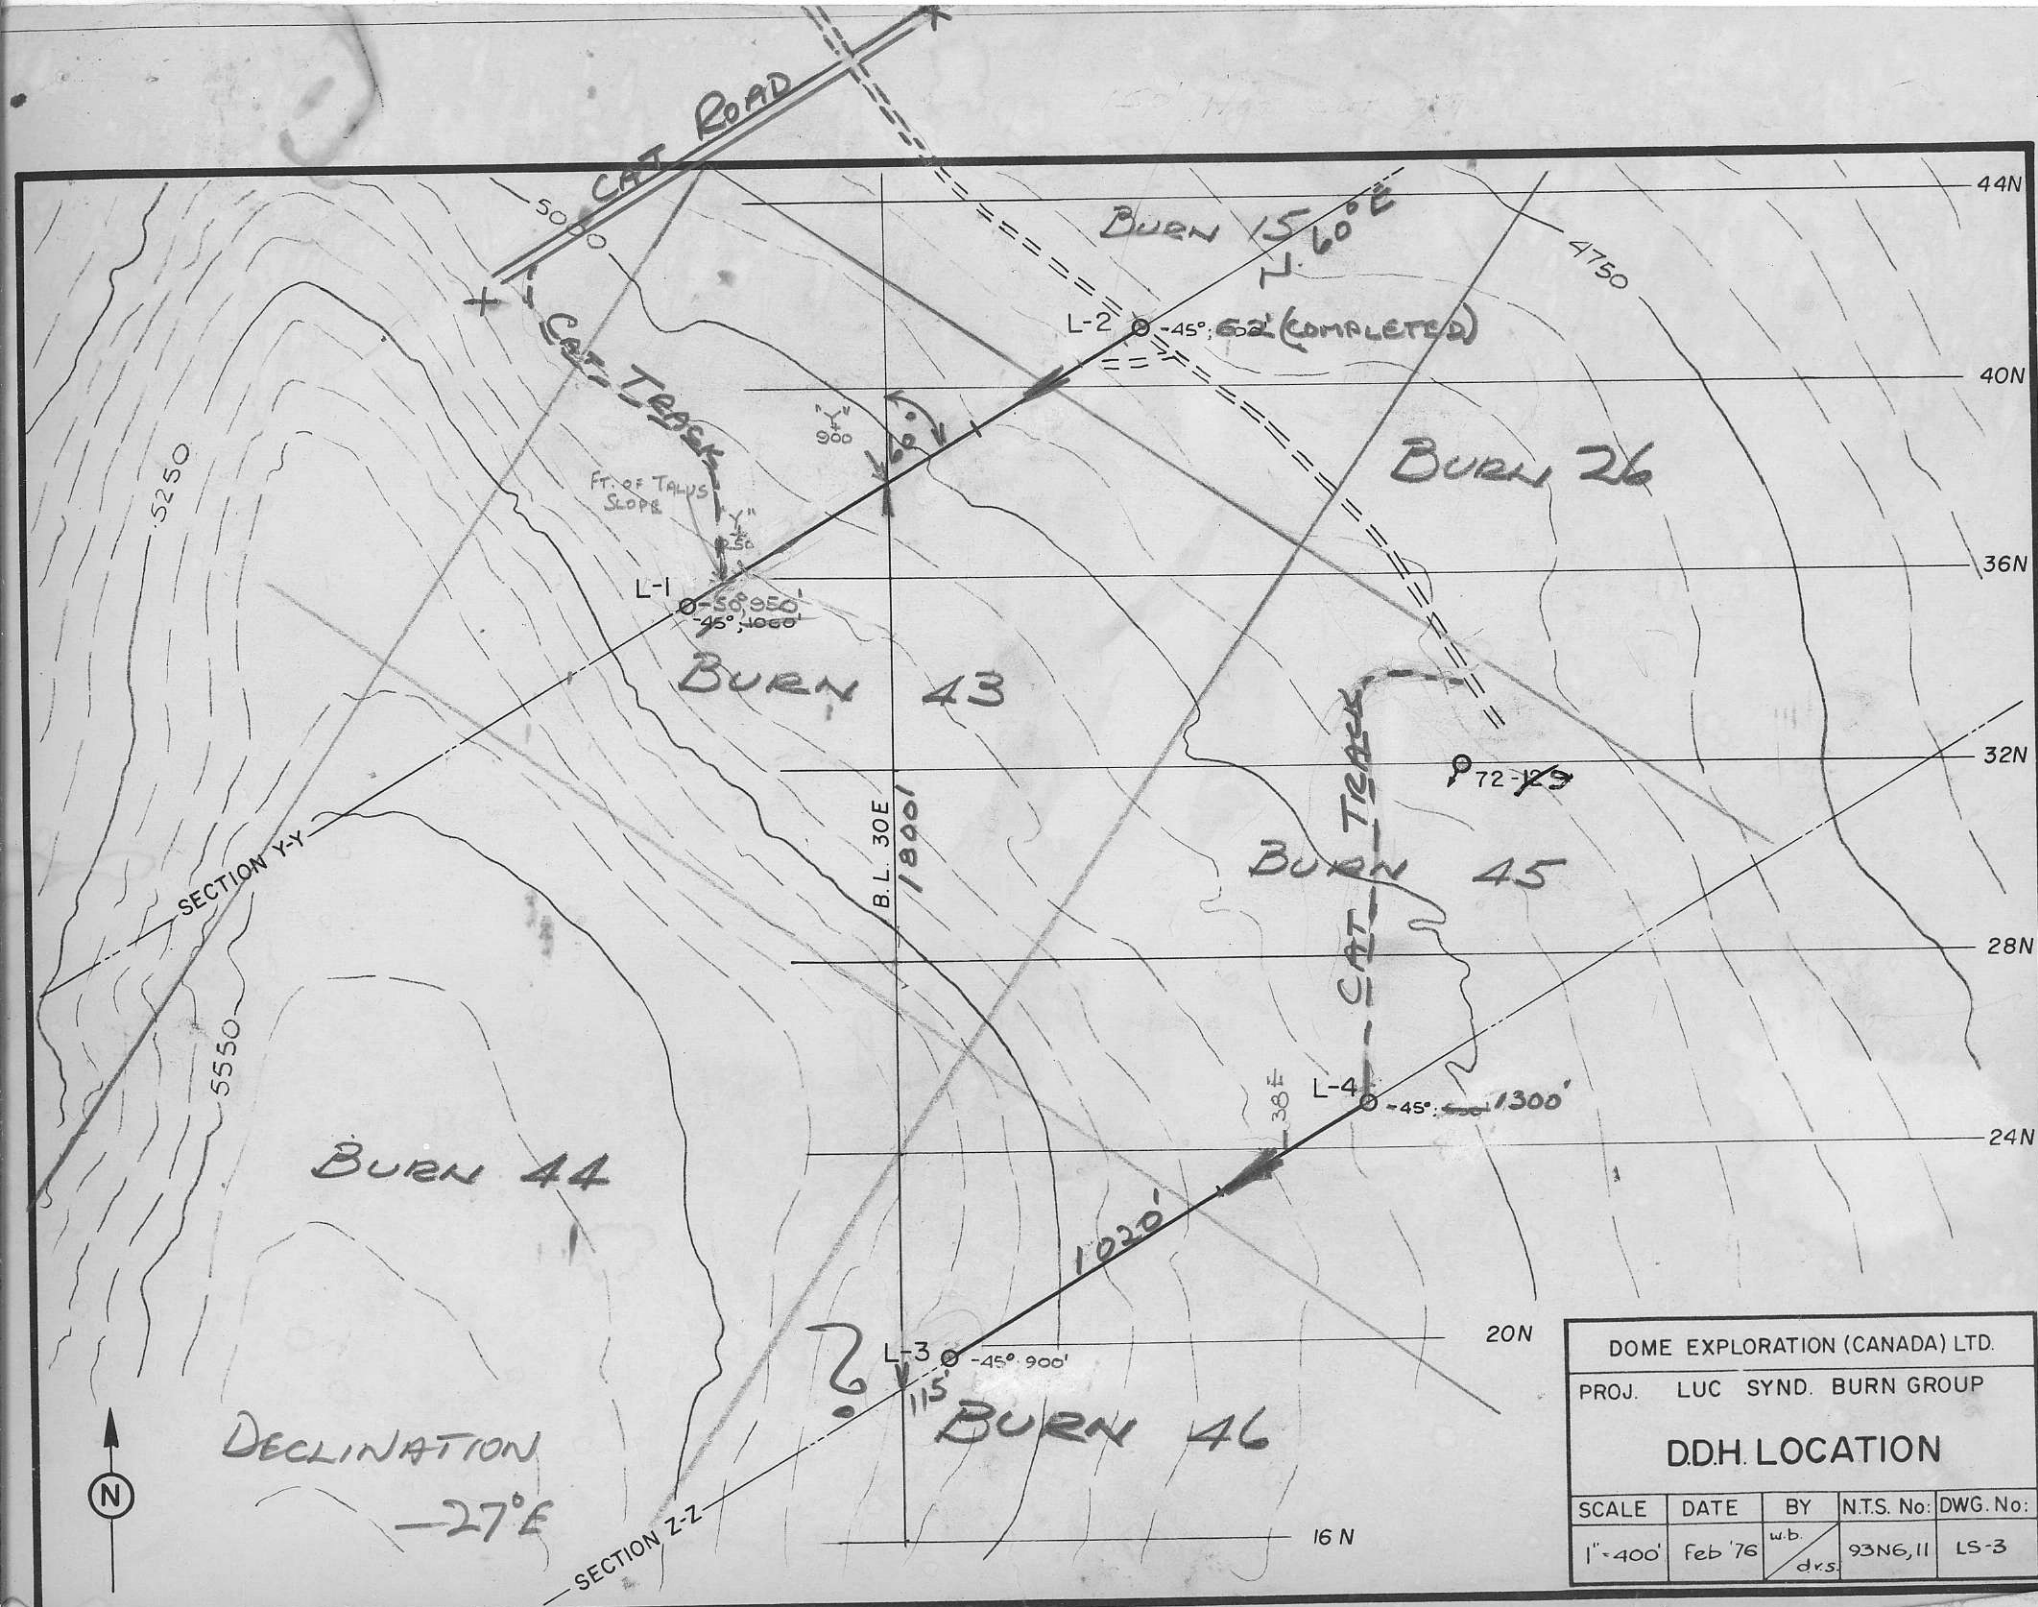 CAT ROAD
5000
44N
BURN 15
N. 60° E
4750
L-2
-45°; 602' (COMPLETED)
CAT TRACK
40N
"Y"
+
900
60°
BURN 26
5250
FT. OF TALUS
SLOPE
"Y"
+
250
36N
L-1
-50°, 950'
-45°, 1060'
BURN 43
CAT TRACK
32N
72-129
B.L. 30E
1800'
SECTION Y-Y
BURN 45
28N
5550
38E
L-4
-45°; 1300'
24N
BURN 44
1020'
20N
L-3
-45° 900'
115'
BURN 46
DECLINATION
-27°E
N
SECTION Z-Z
16N
DOME EXPLORATION (CANADA) LTD.
PROJ. LUC SYND. BURN GROUP
D.D.H. LOCATION
SCALE DATE BY N.T.S. No: DWG. No:
1"=400' Feb '76 w.b. / d.r.s. 93N6,11 LS-3